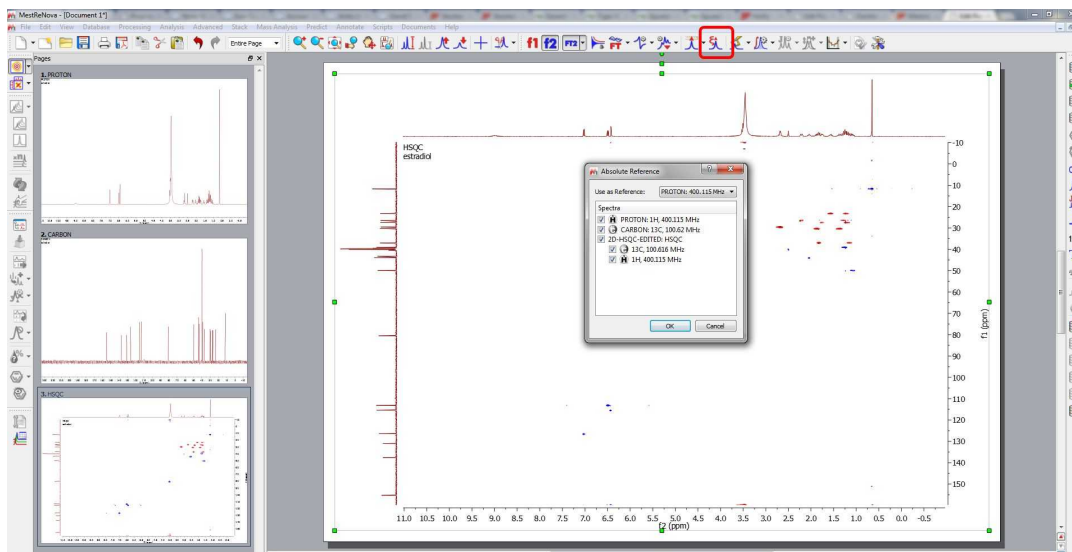 MestReNova - [Document 1*]
File Edit View Database Processing Analysis Advanced Stack Mass Analysis Predict Annotate Scripts Documents Help
Entire Page
f1 f2 FT2
Pages
1. PROTON
2. CARBON
3. HSQC
HSQC
estradiol
Absolute Reference
Use as Reference: PROTON: 400.115 MHz
Spectra
PROTON: 1H, 400.115 MHz
CARBON: 13C, 100.62 MHz
2D-HSQC-EDITED: HSQC
13C, 100.616 MHz
1H, 400.115 MHz
OK Cancel
-10
0
10
20
30
40
50
60
70
80
90
100
110
120
130
140
150
f1 (ppm)
11.0 10.5 10.0 9.5 9.0 8.5 8.0 7.5 7.0 6.5 6.0 5.5 5.0 4.5 4.0 3.5 3.0 2.5 2.0 1.5 1.0 0.5 0.0 -0.5
f2 (ppm)